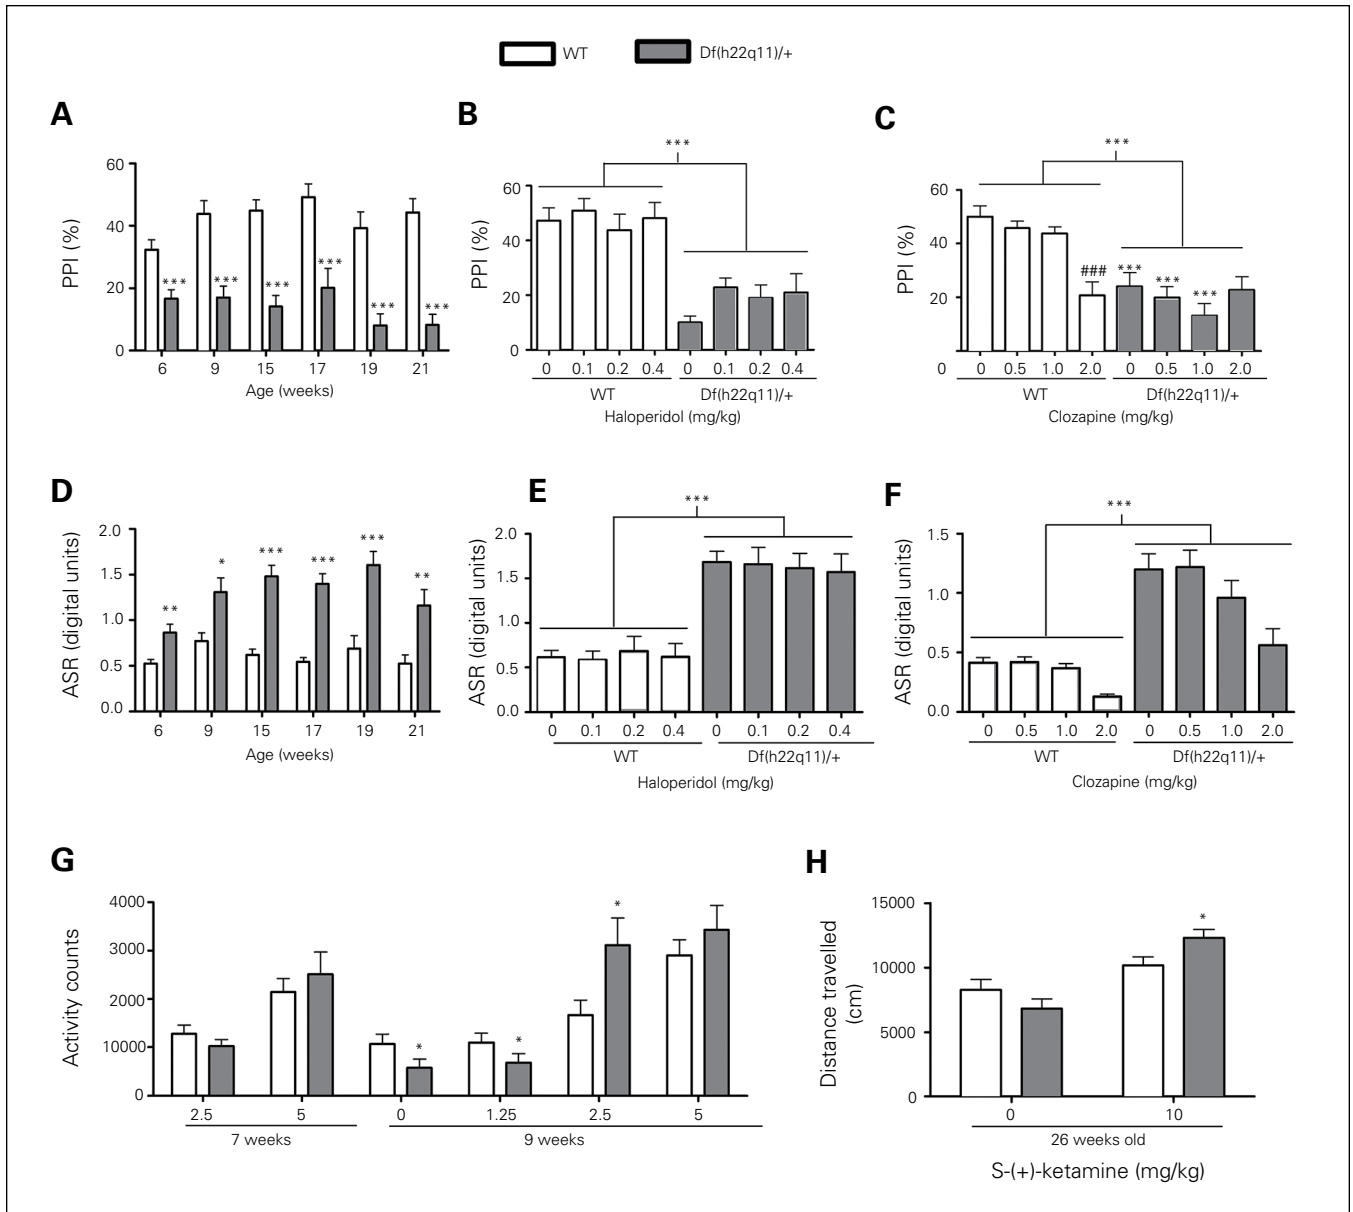 WT Df(h22q11)/+
A
***
*** *** *** *** *** ***
60
40
20
0
PPI (%)
6 9 15 17 19 21
Age (weeks)
B
***
60
40
20
0
PPI (%)
0 0.1 0.2 0.4 0 0.1 0.2 0.4
WT Df(h22q11)/+
Haloperidol (mg/kg)
C
***
60
40
20
0
PPI (%)
### *** *** ***
0 0.5 1.0 2.0 0 0.5 1.0 2.0
WT Df(h22q11)/+
Clozapine (mg/kg)
D
2.0
1.5
1.0
0.5
0.0
ASR (digital units)
** * *** *** *** **
6 9 15 17 19 21
Age (weeks)
E
***
2.0
1.5
1.0
0.5
0.0
ASR (digital units)
0 0.1 0.2 0.4 0 0.1 0.2 0.4
WT Df(h22q11)/+
Haloperidol (mg/kg)
F
***
1.5
1.0
0.5
0.0
ASR (digital units)
0 0.5 1.0 2.0 0 0.5 1.0 2.0
WT Df(h22q11)/+
Clozapine (mg/kg)
G
4000
3000
2000
10000
0
Activity counts
* * *
2.5 5 0 1.25 2.5 5
7 weeks 9 weeks
H
15000
10000
5000
0
Distance travelled
(cm)
*
0 10
26 weeks old
S-(+)-ketamine (mg/kg)